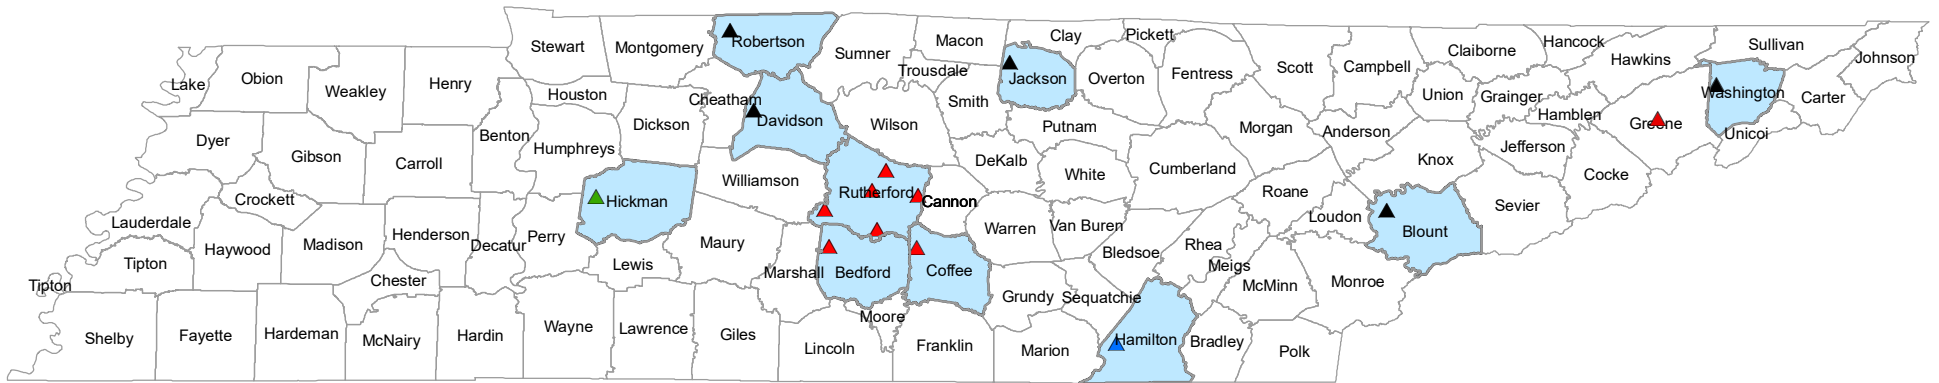 Stewart
Montgomery
Robertson
Sumner
Macon
Clay
Pickett
Trousdale
Jackson
Overton
Fentress
Scott
Campbell
Claiborne
Hancock
Hawkins
Sullivan
Johnson
Lake
Obion
Weakley
Henry
Houston
Cheatham
Smith
Union
Grainger
Hamblen
Greene
Washington
Carter
Unicoi
Dyer
Gibson
Carroll
Benton
Humphreys
Dickson
Davidson
Wilson
Putnam
Morgan
Anderson
Knox
Jefferson
Cocke
DeKalb
White
Cumberland
Roane
Loudon
Blount
Sevier
Lauderdale
Crockett
Haywood
Madison
Henderson
Decatur
Perry
Hickman
Williamson
Maury
Rutherford
Cannon
Warren
Van Buren
Bledsoe
Rhea
Meigs
McMinn
Monroe
Tipton
Tipton
Chester
Lewis
Marshall
Bedford
Coffee
Grundy
Sequatchie
Shelby
Fayette
Hardeman
McNairy
Hardin
Wayne
Lawrence
Giles
Lincoln
Moore
Franklin
Marion
Hamilton
Bradley
Polk